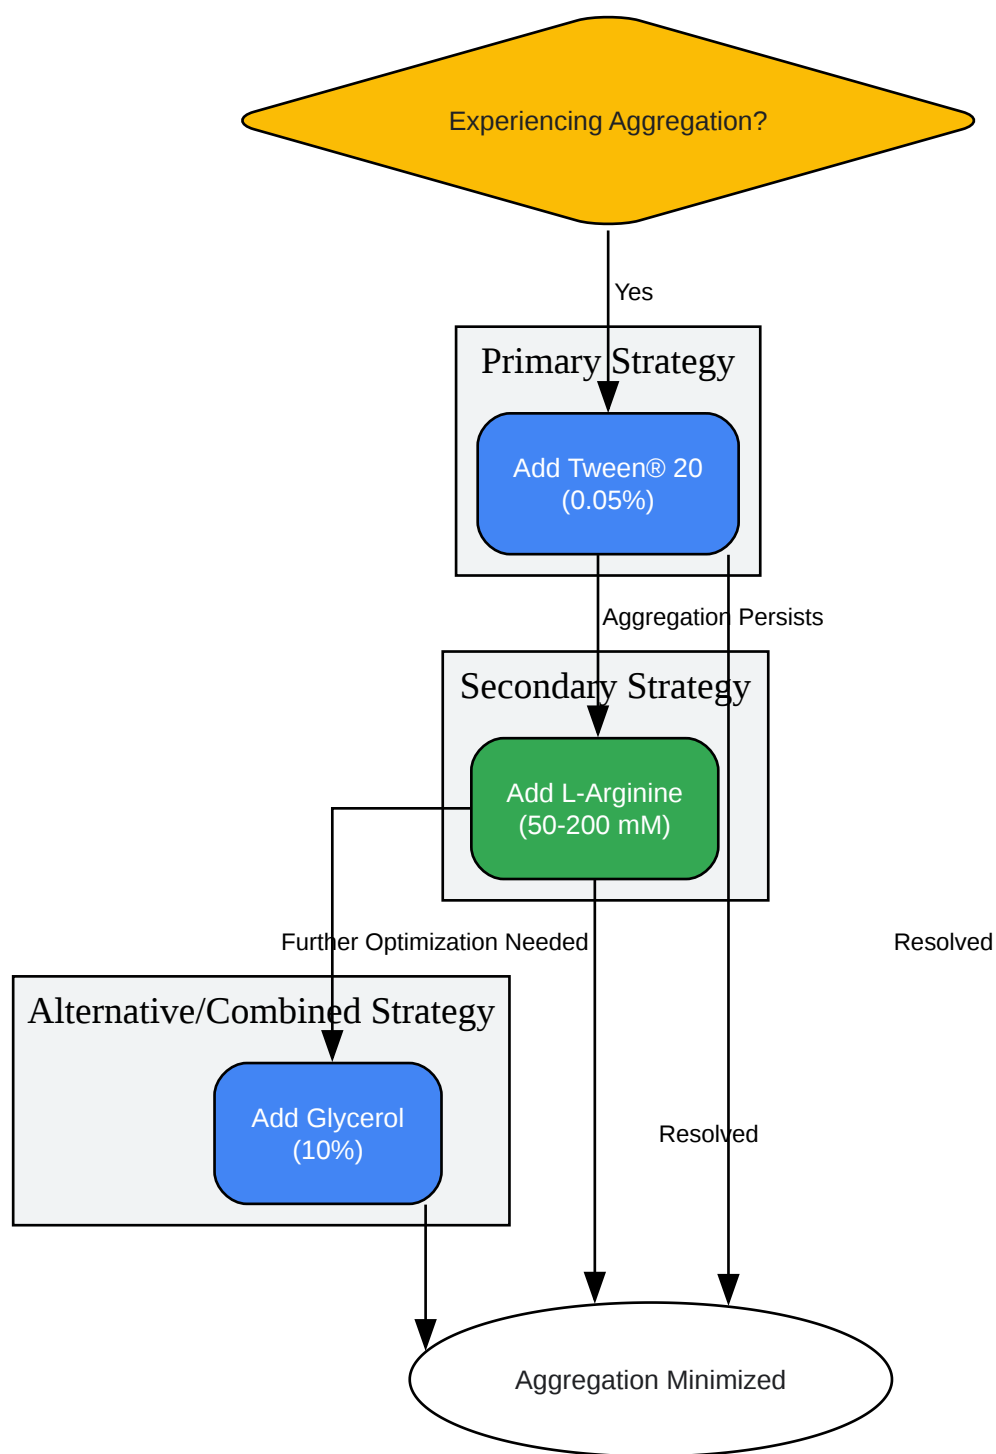 Experiencing Aggregation?
Yes
Primary Strategy
Add Tween® 20
(0.05%)
Aggregation Persists
Secondary Strategy
Add L-Arginine
(50-200 mM)
Further Optimization Needed
Resolved
Alternative/Combined Strategy
Add Glycerol
(10%)
Resolved
Aggregation Minimized